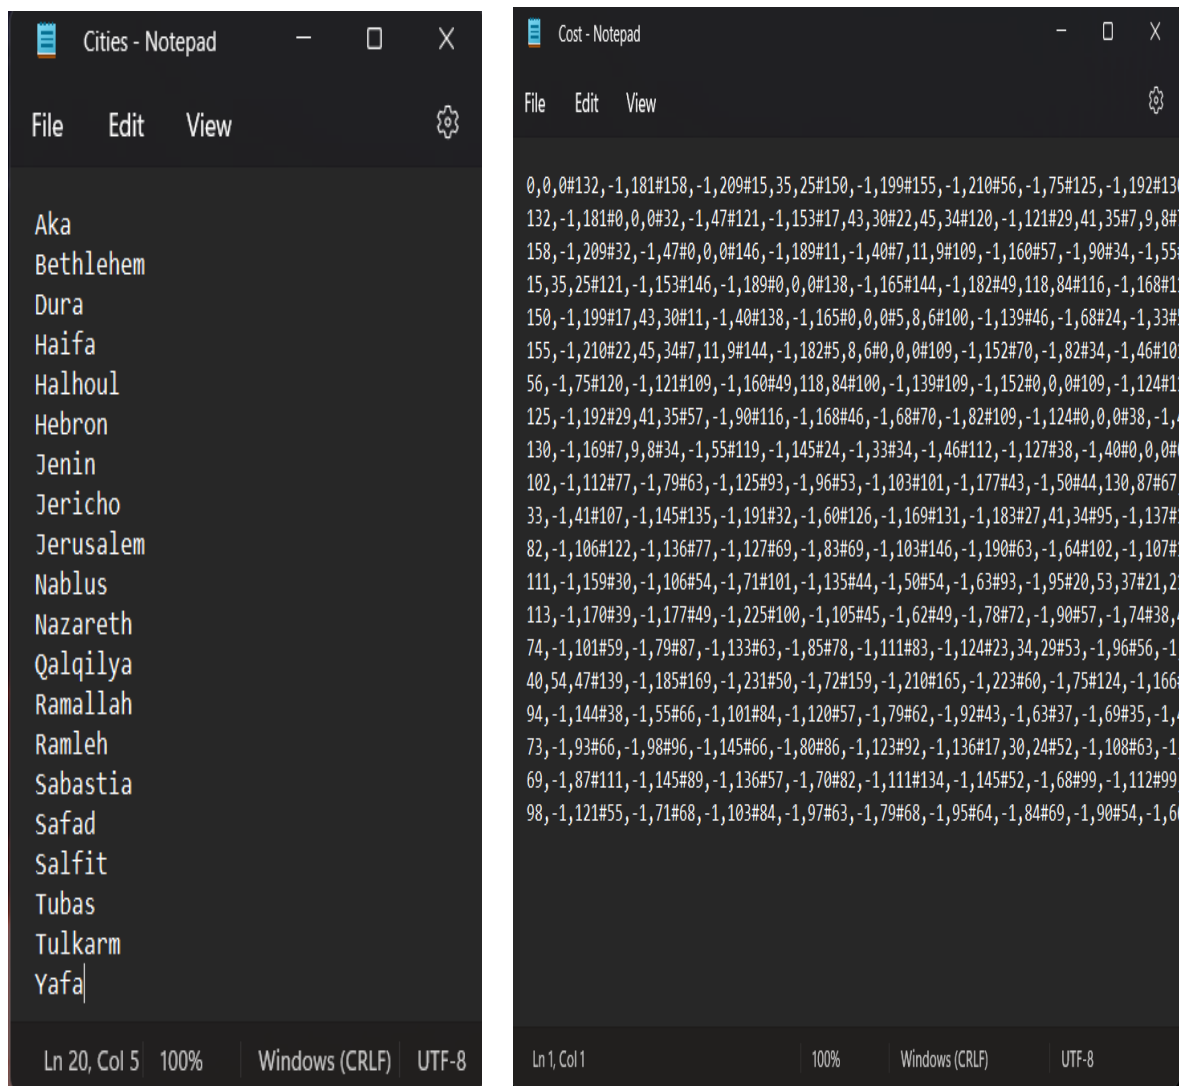 Cities - Notepad
File Edit View
Aka
Bethlehem
Dura
Haifa
Halhoul
Hebron
Jenin
Jericho
Jerusalem
Nablus
Nazareth
Qalqilya
Ramallah
Ramleh
Sabastia
Safad
Salfit
Tubas
Tulkarm
Yafa
Ln 20, Col 5 100% Windows (CRLF) UTF-8
Cost - Notepad
File Edit View
0,0,0#132,-1,181#158,-1,209#15,35,25#150,-1,199#155,-1,210#56,-1,75#125,-1,192#130
132,-1,181#0,0,0#32,-1,47#121,-1,153#17,43,30#22,45,34#120,-1,121#29,41,35#7,9,8#
158,-1,209#32,-1,47#0,0,0#146,-1,189#11,-1,40#7,11,9#109,-1,160#57,-1,90#34,-1,55#
15,35,25#121,-1,153#146,-1,189#0,0,0#138,-1,165#144,-1,182#49,118,84#116,-1,168#11
150,-1,199#17,43,30#11,-1,40#138,-1,165#0,0,0#5,8,6#100,-1,139#46,-1,68#24,-1,33#
155,-1,210#22,45,34#7,11,9#144,-1,182#5,8,6#0,0,0#109,-1,152#70,-1,82#34,-1,46#10
56,-1,75#120,-1,121#109,-1,160#49,118,84#100,-1,139#109,-1,152#0,0,0#109,-1,124#11
125,-1,192#29,41,35#57,-1,90#116,-1,168#46,-1,68#70,-1,82#109,-1,124#0,0,0#38,-1,4
130,-1,169#7,9,8#34,-1,55#119,-1,145#24,-1,33#34,-1,46#112,-1,127#38,-1,40#0,0,0#
102,-1,112#77,-1,79#63,-1,125#93,-1,96#53,-1,103#101,-1,177#43,-1,50#44,130,87#67,
33,-1,41#107,-1,145#135,-1,191#32,-1,60#126,-1,169#131,-1,183#27,41,34#95,-1,137#
82,-1,106#122,-1,136#77,-1,127#69,-1,83#69,-1,103#146,-1,190#63,-1,64#102,-1,107#
111,-1,159#30,-1,106#54,-1,71#101,-1,135#44,-1,50#54,-1,63#93,-1,95#20,53,37#21,2
113,-1,170#39,-1,177#49,-1,225#100,-1,105#45,-1,62#49,-1,78#72,-1,90#57,-1,74#38,
74,-1,101#59,-1,79#87,-1,133#63,-1,85#78,-1,111#83,-1,124#23,34,29#53,-1,96#56,-1,
40,54,47#139,-1,185#169,-1,231#50,-1,72#159,-1,210#165,-1,223#60,-1,75#124,-1,166#
94,-1,144#38,-1,55#66,-1,101#84,-1,120#57,-1,79#62,-1,92#43,-1,63#37,-1,69#35,-1,4
73,-1,93#66,-1,98#96,-1,145#66,-1,80#86,-1,123#92,-1,136#17,30,24#52,-1,108#63,-1,
69,-1,87#111,-1,145#89,-1,136#57,-1,70#82,-1,111#134,-1,145#52,-1,68#99,-1,112#99,
98,-1,121#55,-1,71#68,-1,103#84,-1,97#63,-1,79#68,-1,95#64,-1,84#69,-1,90#54,-1,6
Ln 1, Col 1 100% Windows (CRLF) UTF-8